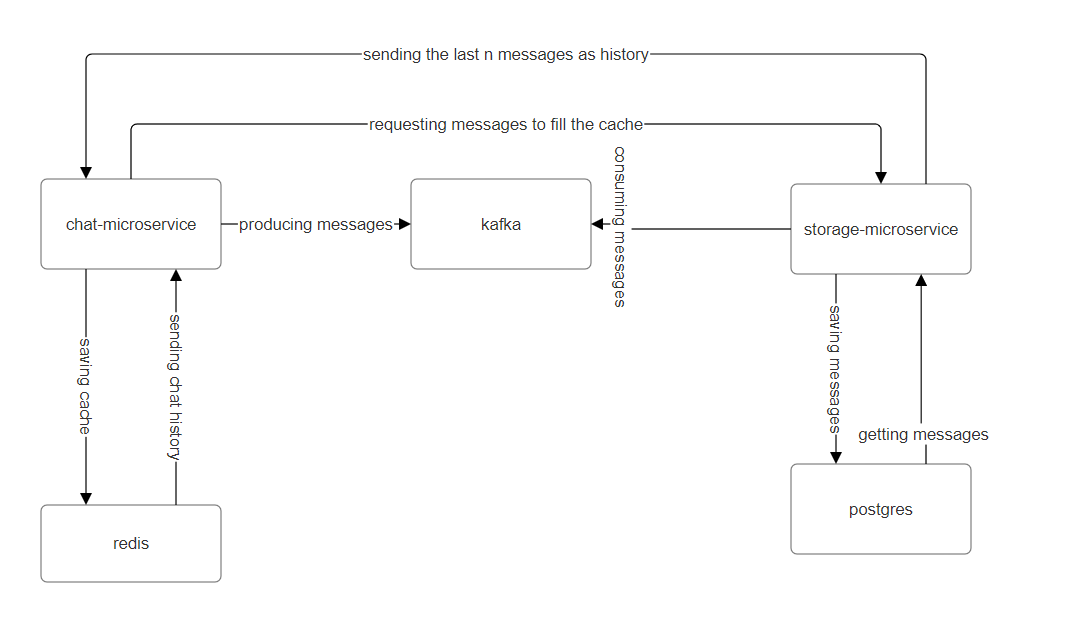 sending the last n messages as history
requesting messages to fill the cache
consuming messages
chat-microservice
producing messages
kafka
storage-microservice
saving cache
sending chat history
saving messages
getting messages
redis
postgres